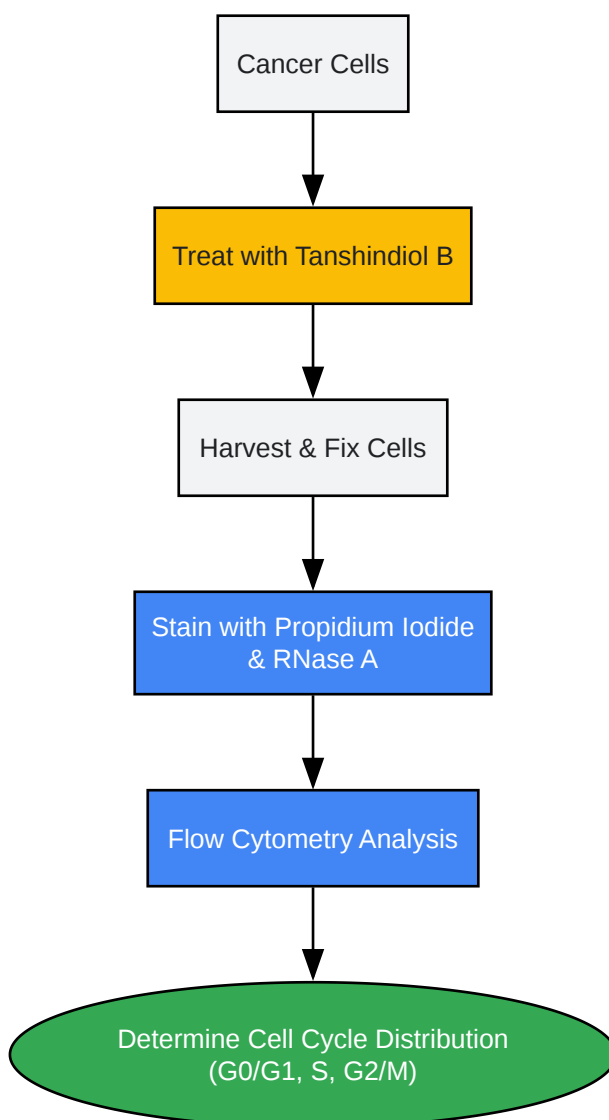 Cancer Cells
Treat with Tanshindiol B
Harvest & Fix Cells
Stain with Propidium Iodide
& RNase A
Flow Cytometry Analysis
Determine Cell Cycle Distribution
(G0/G1, S, G2/M)